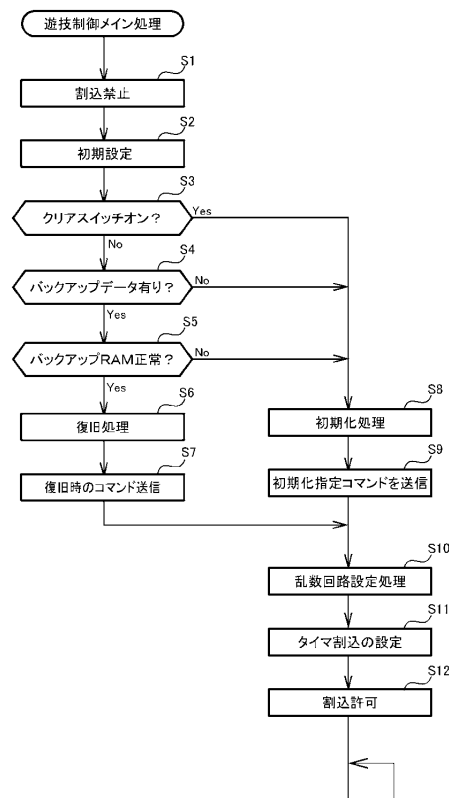 遊技制御メイン処理
S1
割込禁止
S2
初期設定
S3
クリアスイッチオン？
Yes
No
S4
バックアップデータ有り？
No
Yes
S5
バックアップRAM正常？
No
Yes
S6
復旧処理
S7
復旧時のコマンド送信
S8
初期化処理
S9
初期化指定コマンドを送信
S10
乱数回路設定処理
S11
タイマ割込の設定
S12
割込許可